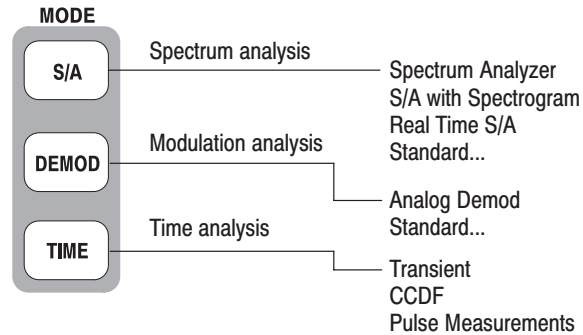 MODE
S/A
Spectrum analysis
Spectrum Analyzer
S/A with Spectrogram
Real Time S/A
Standard...
DEMOD
Modulation analysis
Analog Demod
Standard...
TIME
Time analysis
Transient
CCDF
Pulse Measurements